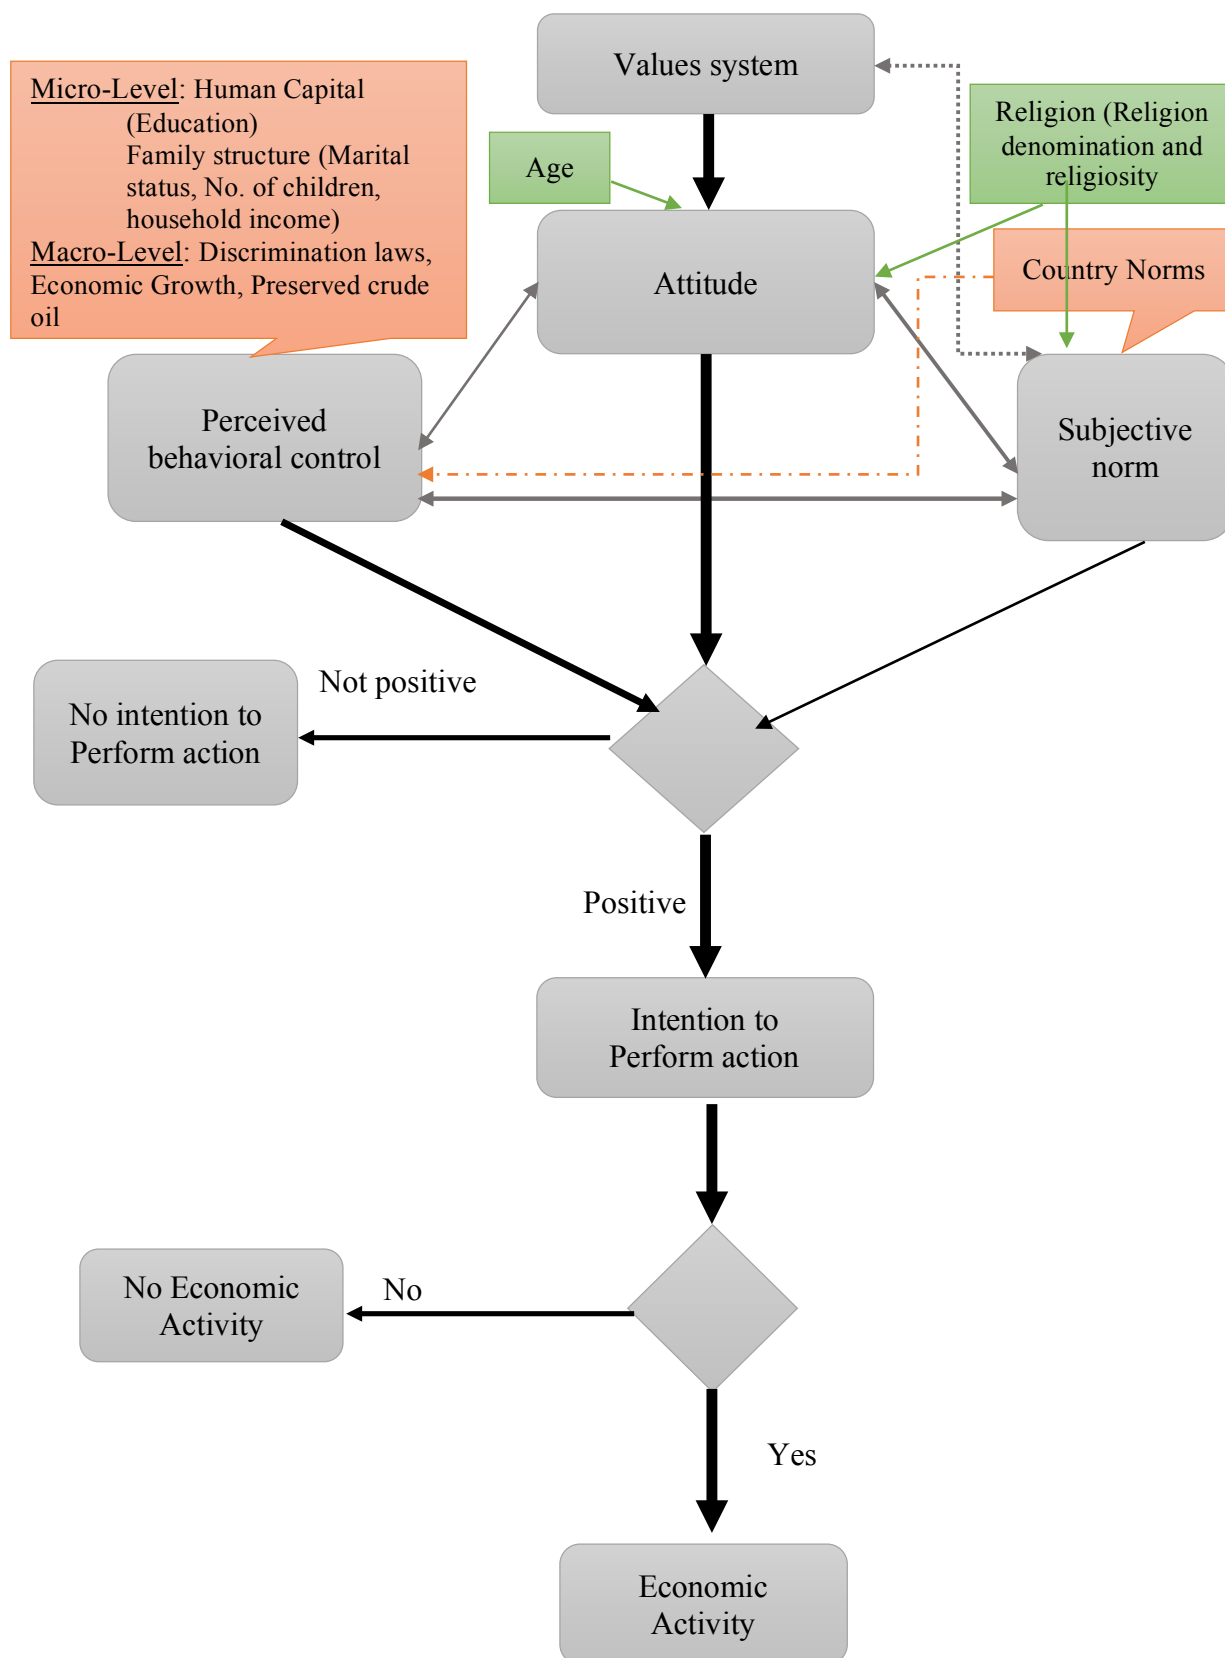 Values system
Micro-Level: Human Capital
(Education)
Family structure (Marital
status, No. of children,
household income)
Macro-Level: Discrimination laws,
Economic Growth, Preserved crude
oil
Age
Religion (Religion
denomination and
religiosity
Attitude
Country Norms
Perceived
behavioral control
Subjective
norm
Not positive
No intention to
Perform action
Positive
Intention to
Perform action
No Economic
Activity
No
Yes
Economic
Activity